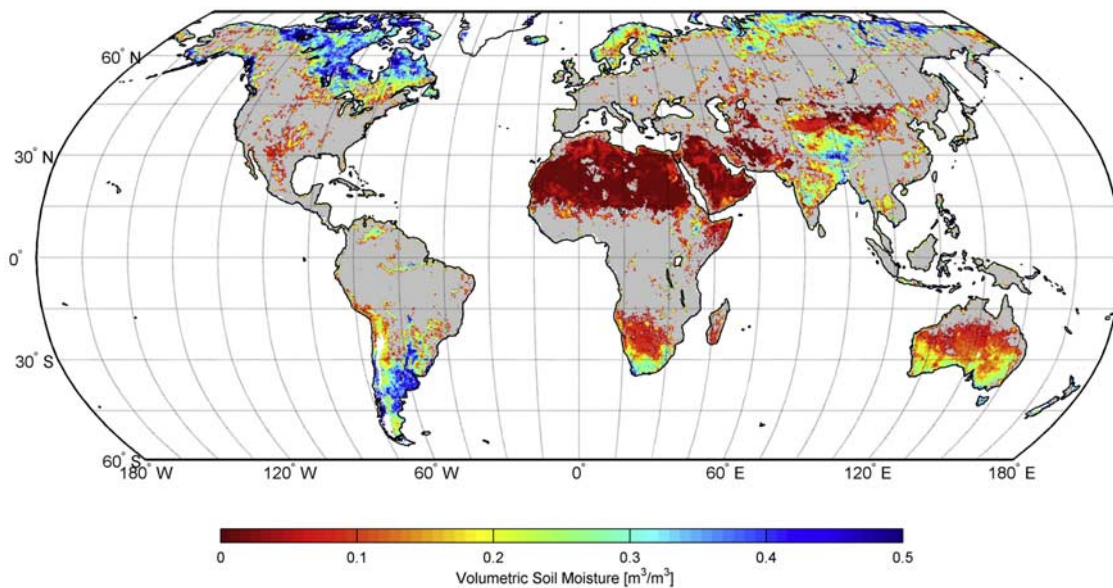 60° N
30° N
0°
30° S
60° S
180° W 120° W 60° W 0° 60° E 120° E 180° E
0 0.1 0.2 0.3 0.4 0.5
Volumetric Soil Moisture [m³/m³]